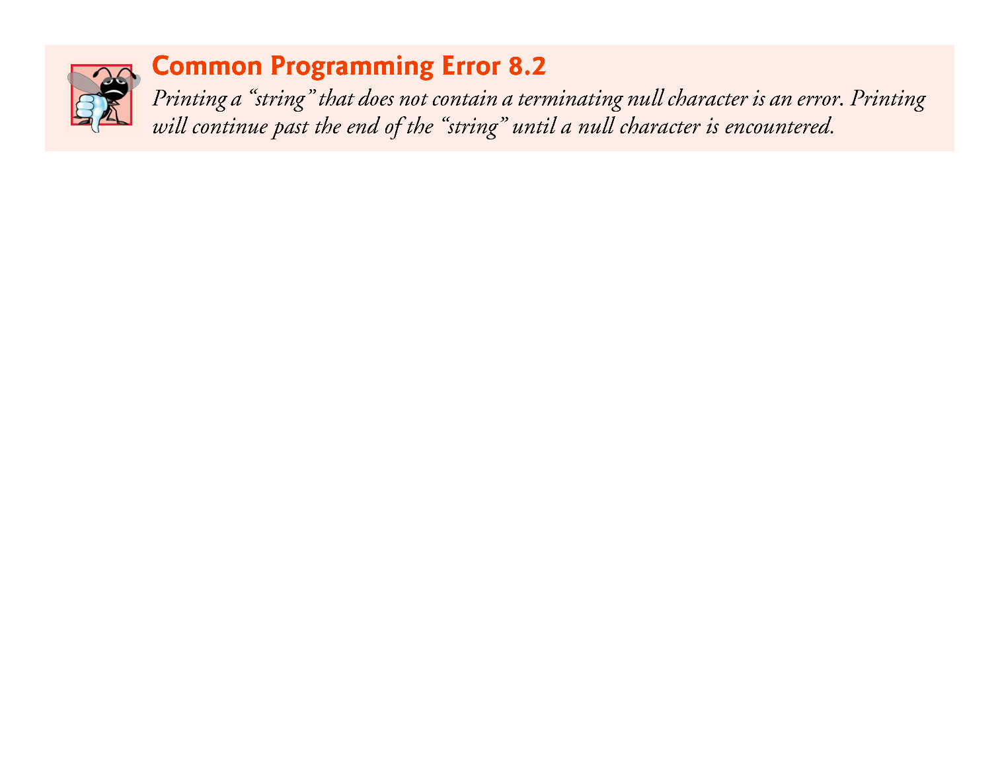 Common Programming Error 8.2
Printing a “string” that does not contain a terminating null character is an error. Printing
will continue past the end of the “string” until a null character is encountered.